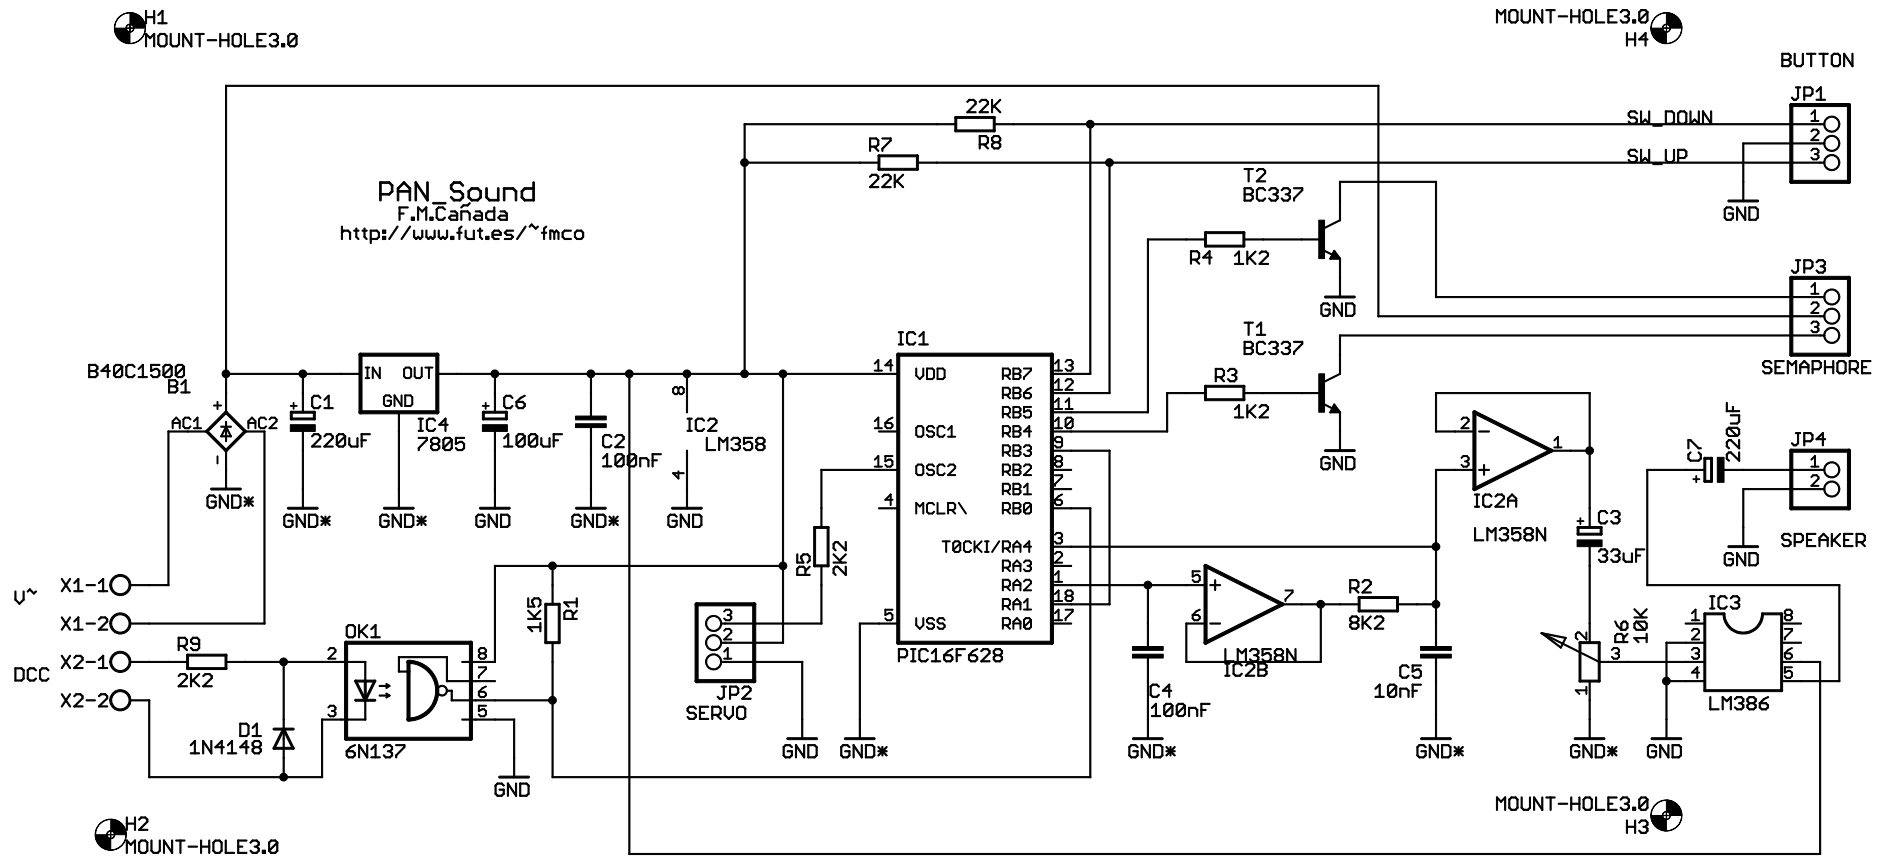 H1
MOUNT-HOLE3.0
MOUNT-HOLE3.0
H4
BUTTON
JP1
1
2
3
SW_DOWN
SW_UP
GND
22K
R8
R7
22K
PAN_Sound
F.M.Cañada
http://www.fut.es/~fmco
T2
BC337
R4 1K2
GND
JP3
1
2
3
SEMAPHORE
T1
BC337
R3
1K2
GND
B40C1500
B1
AC1
AC2
+
-
GND*
+
C1
220uF
GND*
IN OUT
GND
IC4
7805
GND*
+
C6
100uF
GND
C2
100nF
GND*
8
IC2
LM358
4
GND
IC1
14 VDD
16 OSC1
15 OSC2
4 MCLR\
5 VSS
RB7 13
RB6 12
RB5 11
RB4 10
RB3 9
RB2 8
RB1 7
RB0 6
T0CKI/RA4 3
RA3 2
RA2 1
RA1 18
RA0 17
PIC16F628
2 -
3 +
1
IC2A
LM358N
C7
220uF
+
JP4
1
2
SPEAKER
GND
+
C3
33uF
V~
X1-1
X1-2
DCC
X2-1
X2-2
R9
2K2
D1
1N4148
OK1
2
3
8
7
6
5
6N137
GND
1K5
R1
R5
2K2
3
2
1
JP2
SERVO
GND
GND*
C4
100nF
GND*
5 +
6 -
7
LM358N
IC2B
R2
8K2
C5
10nF
GND*
2
3
1
R6
10K
GND*
IC3
1
2
3
4
8
7
6
5
LM386
GND
H2
MOUNT-HOLE3.0
MOUNT-HOLE3.0
H3